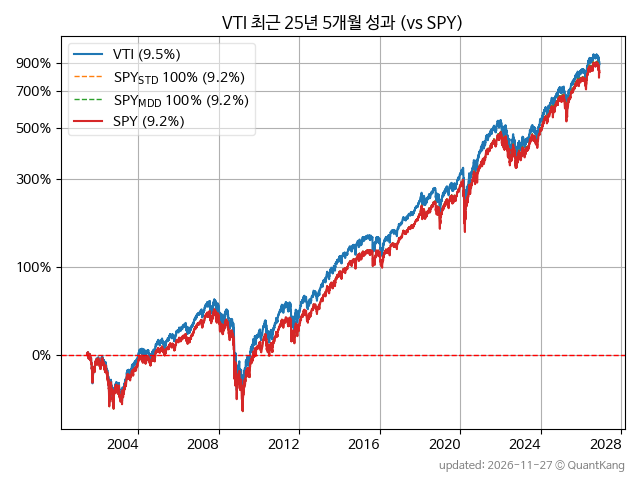 VTI 최근 25년 5개월 성과 (vs SPY)
VTI (9.5%)
SPY_STD 100% (9.2%)
SPY_MDD 100% (9.2%)
SPY (9.2%)
900%
700%
500%
300%
100%
0%
2004 2008 2012 2016 2020 2024 2028
updated: 2026-11-27 © QuantKang